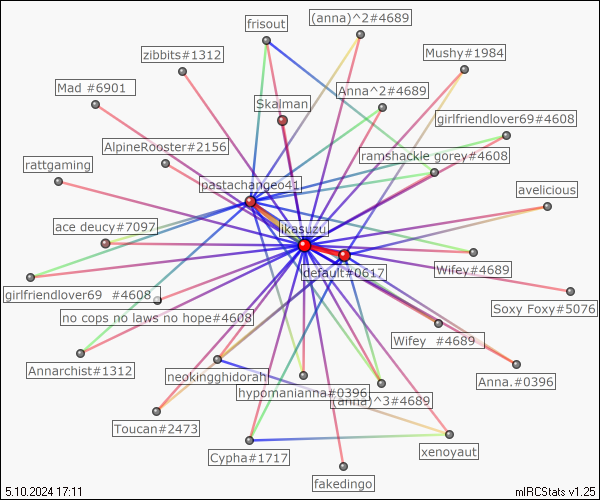 frisout
(anna)^2#4689
zibbits#1312
Mushy#1984
Mad #6901
Skalman
Anna^2#4689
girlfriendlover69#4608
AlpineRooster#2156
ramshackle gorey#4608
rattgaming
pastachange041
avelicious
ace deucy#7097
ikasuzu
default#0617
Wifey#4689
girlfriendlover69 #4608
Soxy Foxy#5076
no cops no laws no hope#4608
Wifey #4689
Annarchist#1312
neokingghidorah
hypomanianna#0396
Anna.#0396
(anna)^3#4689
Toucan#2473
xenoyaut
Cypha#1717
fakedingo
5.10.2024 17:11
mIRCStats v1.25